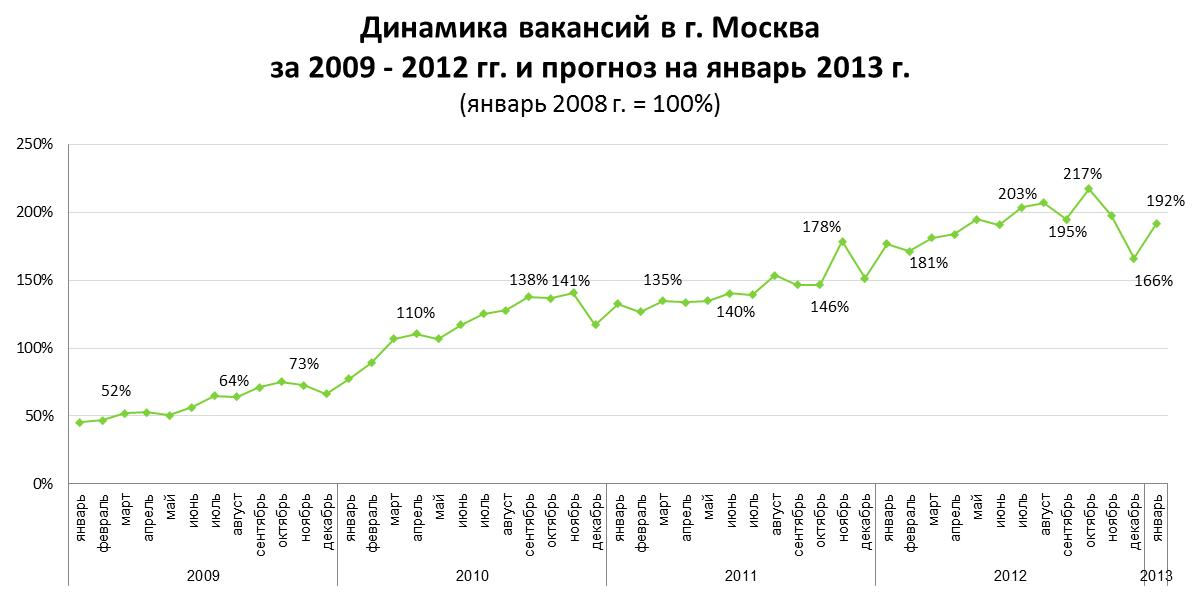 Динамика вакансий в г. Москва
за 2009 - 2012 гг. и прогноз на январь 2013 г.
(январь 2008 г. = 100%)
250%
200%
150%
100%
50%
0%
52%
64%
73%
110%
138%
141%
135%
140%
146%
178%
181%
203%
195%
217%
166%
192%
январь
февраль
март
апрель
май
июнь
июль
август
сентябрь
октябрь
ноябрь
декабрь
январь
февраль
март
апрель
май
июнь
июль
август
сентябрь
октябрь
ноябрь
декабрь
январь
февраль
март
апрель
май
июнь
июль
август
сентябрь
октябрь
ноябрь
декабрь
январь
февраль
март
апрель
май
июнь
июль
август
сентябрь
октябрь
ноябрь
декабрь
январь
2009
2010
2011
2012
2013